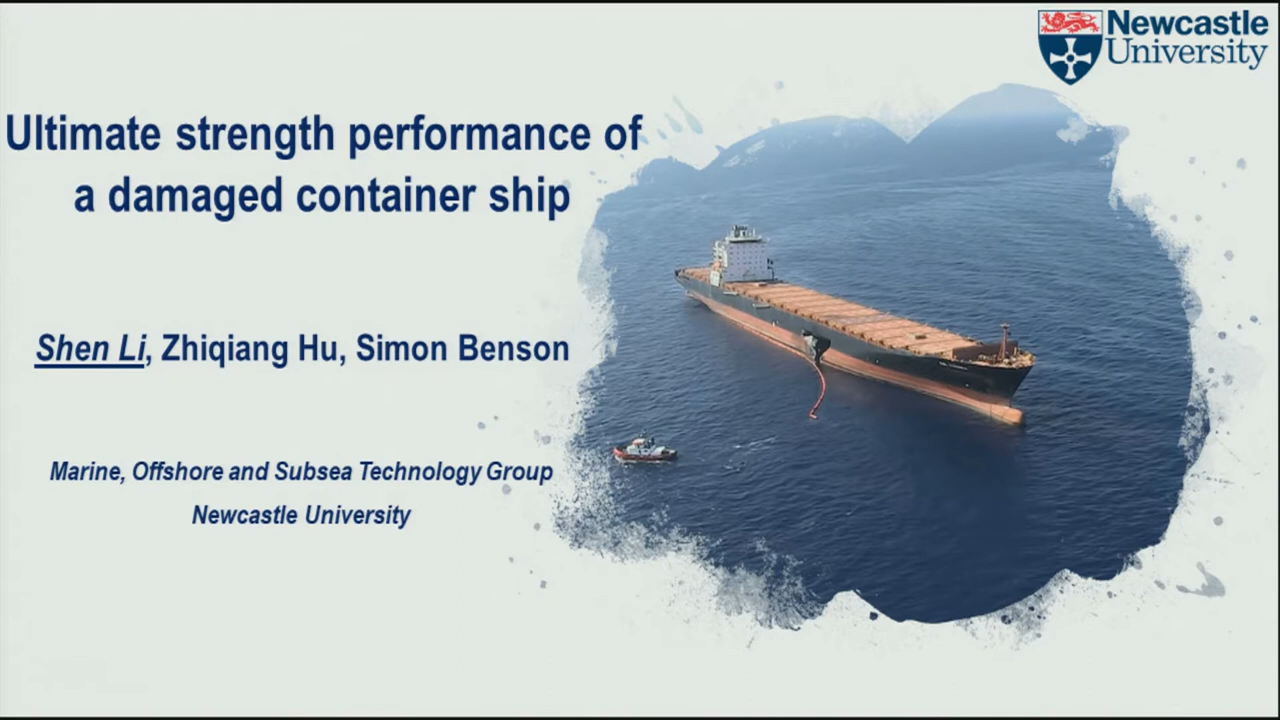 Newcastle
University
Ultimate strength performance of
a damaged container ship
Shen Li, Zhiqiang Hu, Simon Benson
Marine, Offshore and Subsea Technology Group
Newcastle University